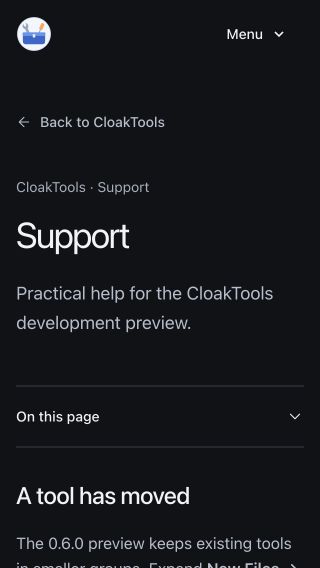 Menu
Back to CloakTools
CloakTools · Support
Support
Practical help for the CloakTools
development preview.
On this page
A tool has moved
The 0.6.0 preview keeps existing tools
in smaller groups. Expand New Files